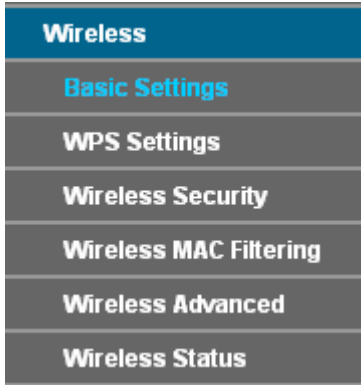 Wireless
Basic Settings
WPS Settings
Wireless Security
Wireless MAC Filtering
Wireless Advanced
Wireless Status